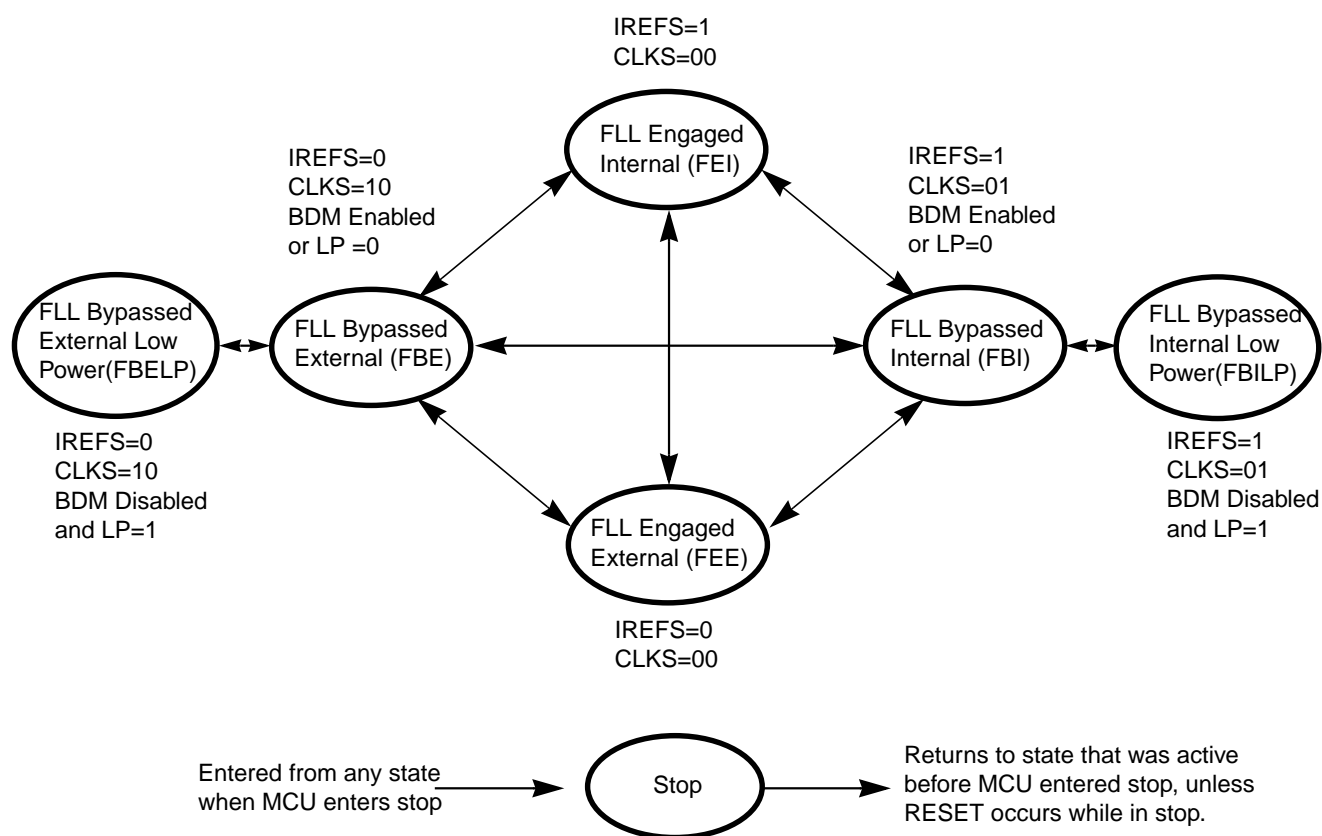 IREFS=1
CLKS=00
FLL Engaged
Internal (FEI)
IREFS=0
CLKS=10
BDM Enabled
or LP =0
IREFS=1
CLKS=01
BDM Enabled
or LP=0
FLL Bypassed
External Low
Power(FBELP)
FLL Bypassed
External (FBE)
FLL Bypassed
Internal (FBI)
FLL Bypassed
Internal Low
Power(FBILP)
IREFS=0
CLKS=10
BDM Disabled
and LP=1
IREFS=1
CLKS=01
BDM Disabled
and LP=1
FLL Engaged
External (FEE)
IREFS=0
CLKS=00
Entered from any state
when MCU enters stop
Stop
Returns to state that was active
before MCU entered stop, unless
RESET occurs while in stop.